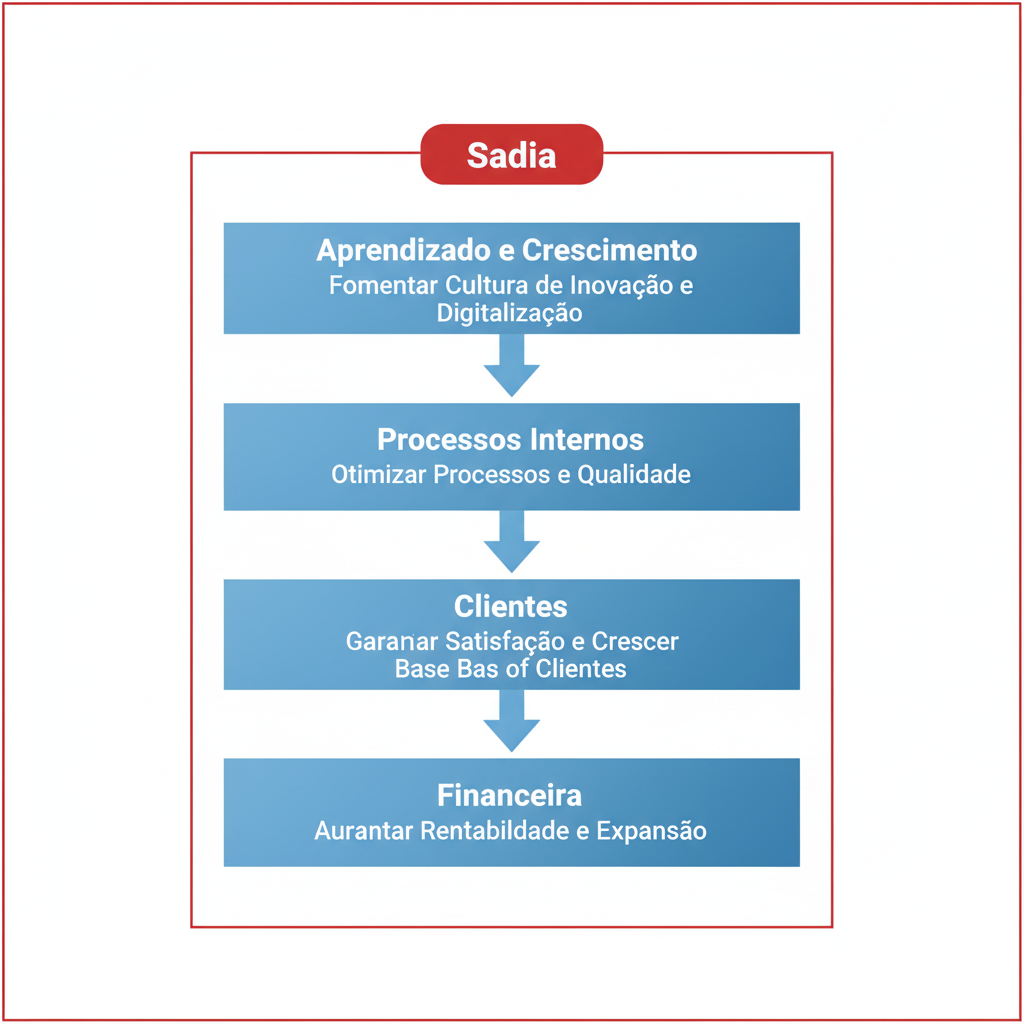 Sadia
Aprendizado e Crescimento
Fomentar Cultura de Inovação e
Digitalização
Processos Internos
Otimizar Processos e Qualidade
Clientes
Garanar Satisfação e Crescer
Base Bas of Clientes
Financeira
Aurantar Rentabildade e Expansão